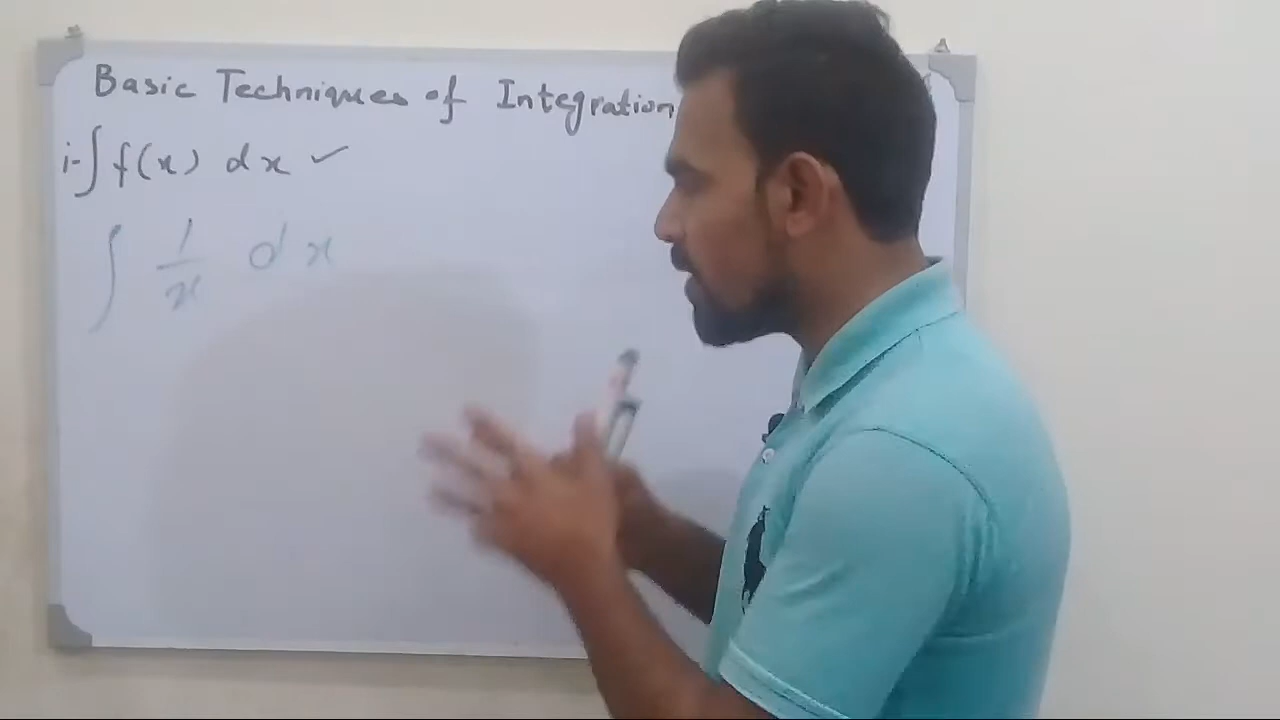 Basic Techniques of Integration
i- ∫ f(x) dx ✓
∫ 1/x dx